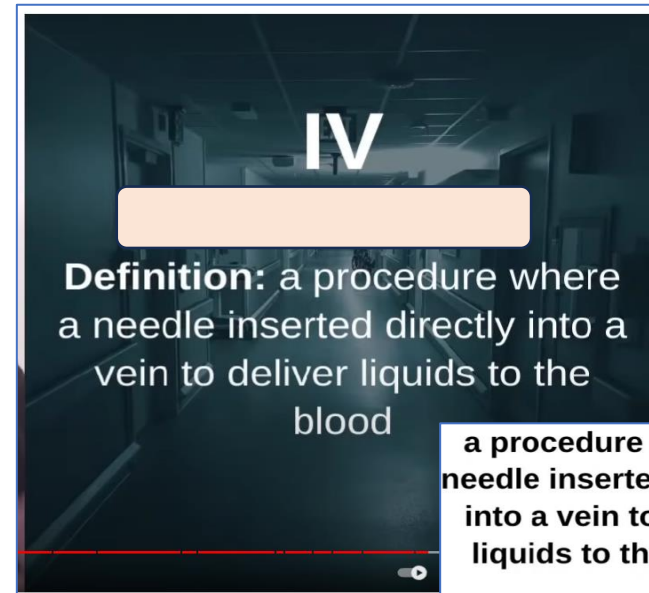 IV
Definition: a procedure where
a needle inserted directly into a
vein to deliver liquids to the
blood
a procedure
needle inserte
into a vein to
liquids to th